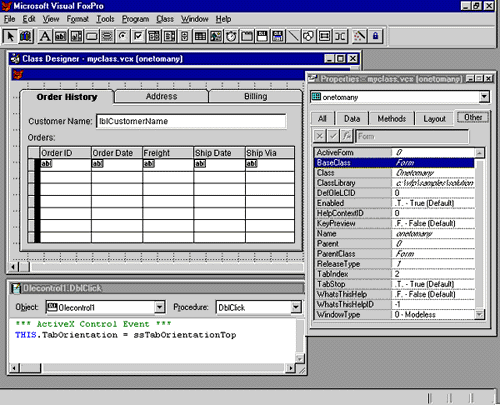 Microsoft Visual FoxPro
File Edit View Format Tools Program Class Window Help
Class Designer - myclass.vcx (onetomany)
Order History Address Billing
Customer Name: lblCustomerName
Orders:
Order ID Order Date Freight Ship Date Ship Via
ab ab ab ab ab
Olecontrol1.DblClick
Object: Olecontrol1 Procedure: DblClick
*** ActiveX Control Event ***
THIS.TabOrientation = ssTabOrientationTop
Properties - myclass.vcx (onetomany)
onetomany
All Data Methods Layout Other
Form
ActiveForm 0
BaseClass Form
Class Onetomany
ClassLibrary c:\vfp\samples\solution
DefOleLCID 0
Enabled .T. - True (Default)
HelpContextID 0
KeyPreview .F. - False (Default)
Name onetomany
Parent 0
ParentClass Form
ReleaseType 1
TabIndex 2
TabStop .T. - True (Default)
WhatsThisHelp .F. - False (Default)
WhatsThisHelpID -1
WindowType 0 - Modeless